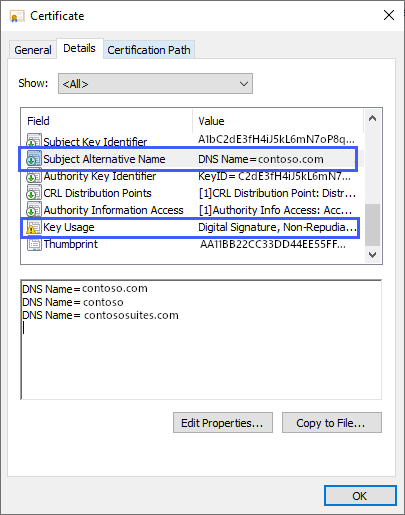 Certificate
General Details Certification Path
Show: <All>
Field Value
Subject Key Identifier A1bC2dE3fH4iJ5kL6mN7oP8q...
Subject Alternative Name DNS Name=contoso.com
Authority Key Identifier KeyID= C2dE3fH4iJ5kL6mN7...
CRL Distribution Points [1]CRL Distribution Point: Distr...
Authority Information Access [1]Authority Info Access: Acc...
Key Usage Digital Signature, Non-Repudia...
Thumbprint AA11BB22CC33DD44EE55FF...
DNS Name=contoso.com
DNS Name=contoso
DNS Name= contososuites.com
Edit Properties... Copy to File...
OK